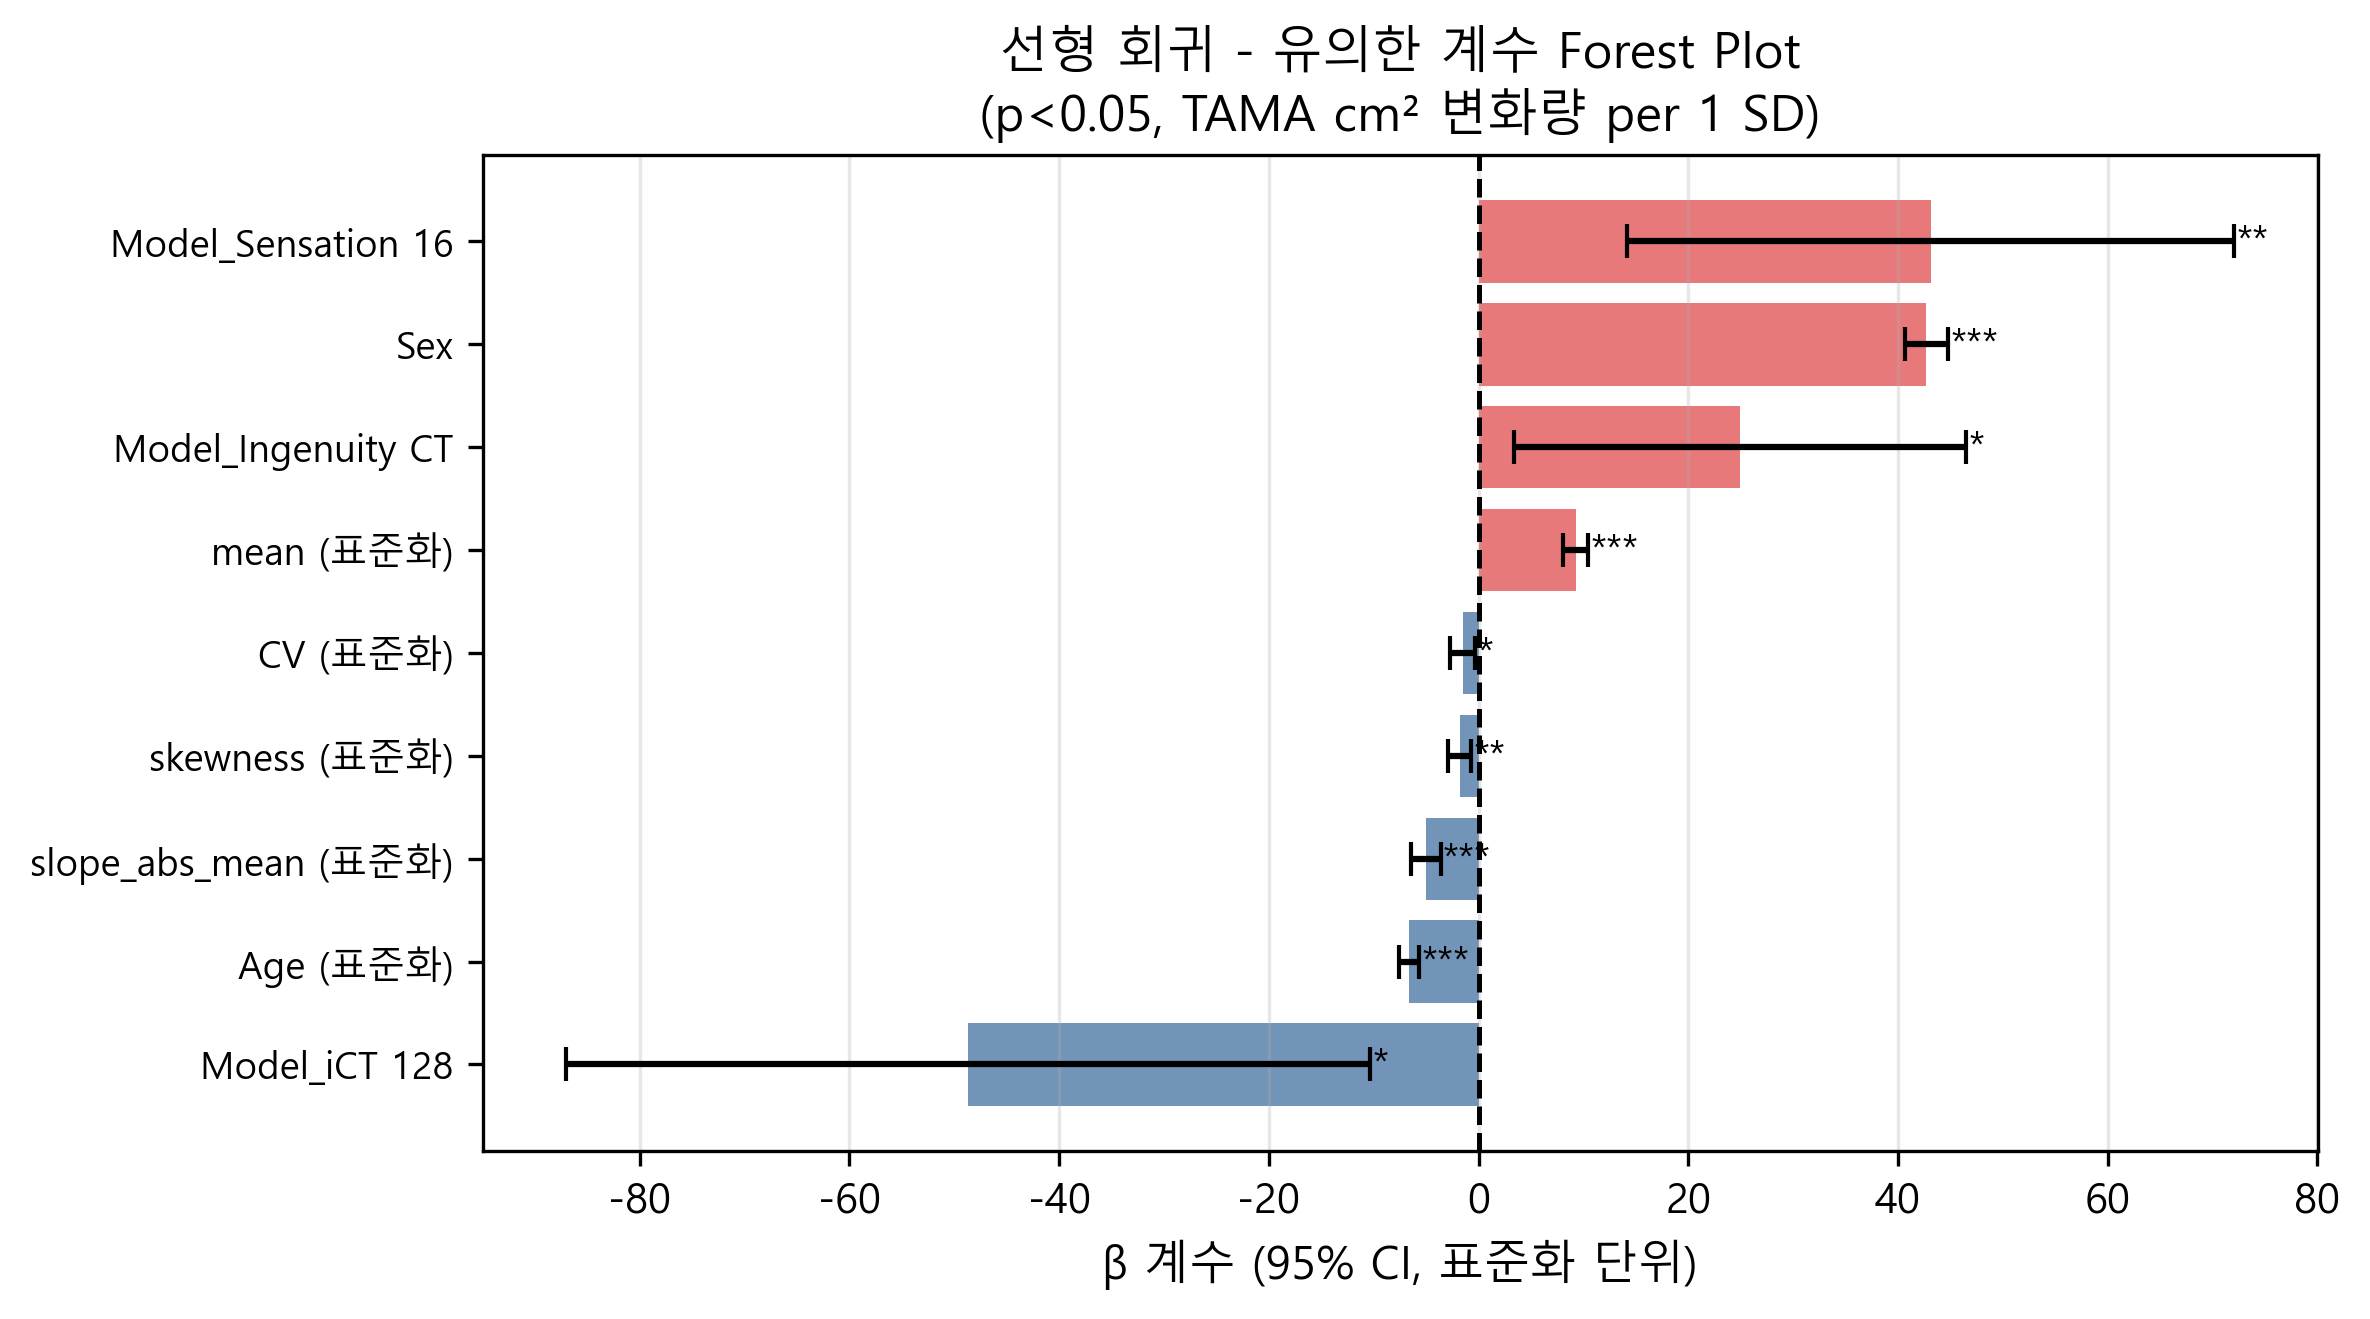 선형 회귀 - 유의한 계수 Forest Plot
(p<0.05, TAMA cm² 변화량 per 1 SD)
Model_Sensation 16
**
Sex
***
Model_Ingenuity CT
*
mean (표준화)
***
CV (표준화)
*
skewness (표준화)
**
slope_abs_mean (표준화)
***
Age (표준화)
***
Model_iCT 128
*
-80 -60 -40 -20 0 20 40 60 80
β 계수 (95% CI, 표준화 단위)